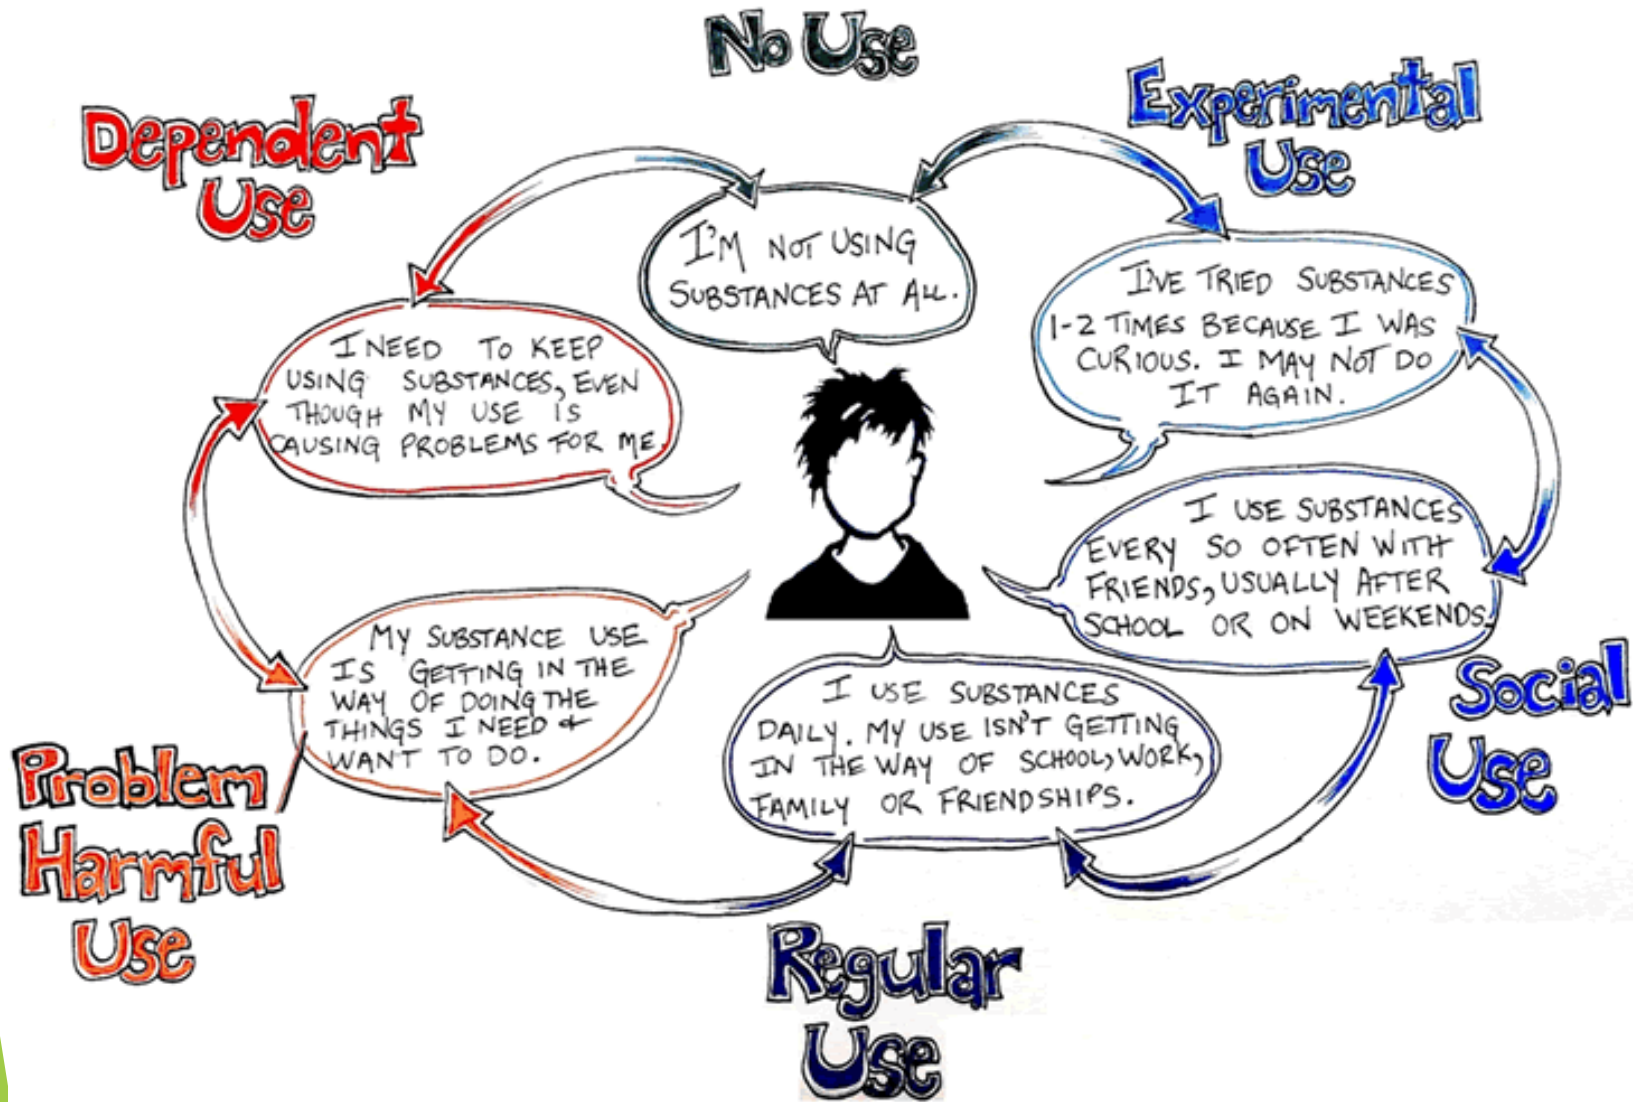 No Use
I'M NOT USING
SUBSTANCES AT ALL.
Experimental
Use
I'VE TRIED SUBSTANCES
1-2 TIMES BECAUSE I WAS
CURIOUS. I MAY NOT DO
IT AGAIN.
Social
Use
I USE SUBSTANCES
EVERY SO OFTEN WITH
FRIENDS, USUALLY AFTER
SCHOOL OR ON WEEKENDS.
Regular
Use
I USE SUBSTANCES
DAILY. MY USE ISN'T GETTING
IN THE WAY OF SCHOOL, WORK,
FAMILY OR FRIENDSHIPS.
Problem
Harmful
Use
MY SUBSTANCE USE
IS GETTING IN THE
WAY OF DOING THE
THINGS I NEED &
WANT TO DO.
Dependent
Use
I NEED TO KEEP
USING SUBSTANCES, EVEN
THOUGH MY USE IS
CAUSING PROBLEMS FOR ME.